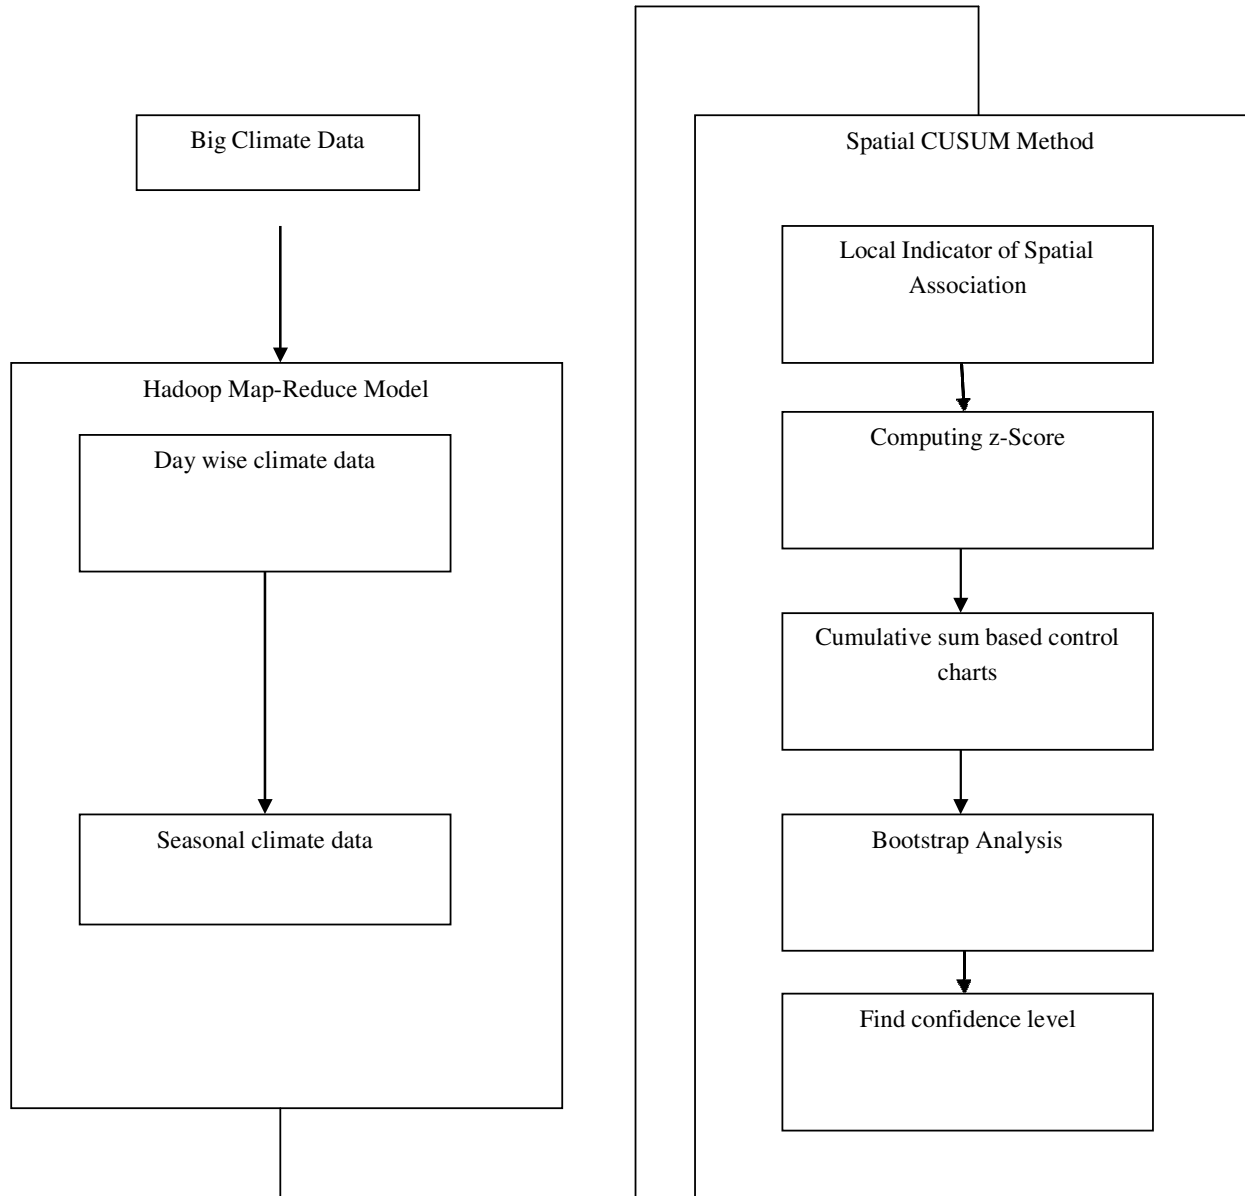 Big Climate Data
Hadoop Map-Reduce Model
Day wise climate data
Seasonal climate data
Spatial CUSUM Method
Local Indicator of Spatial
Association
Computing z-Score
Cumulative sum based control
charts
Bootstrap Analysis
Find confidence level